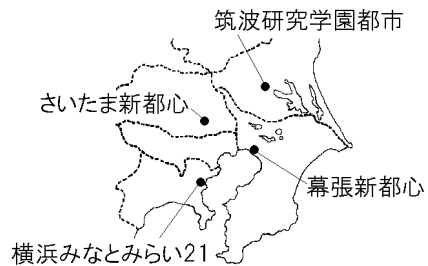 筑波研究学園都市
さいたま新都心
幕張新都心
横浜みなとみらい21